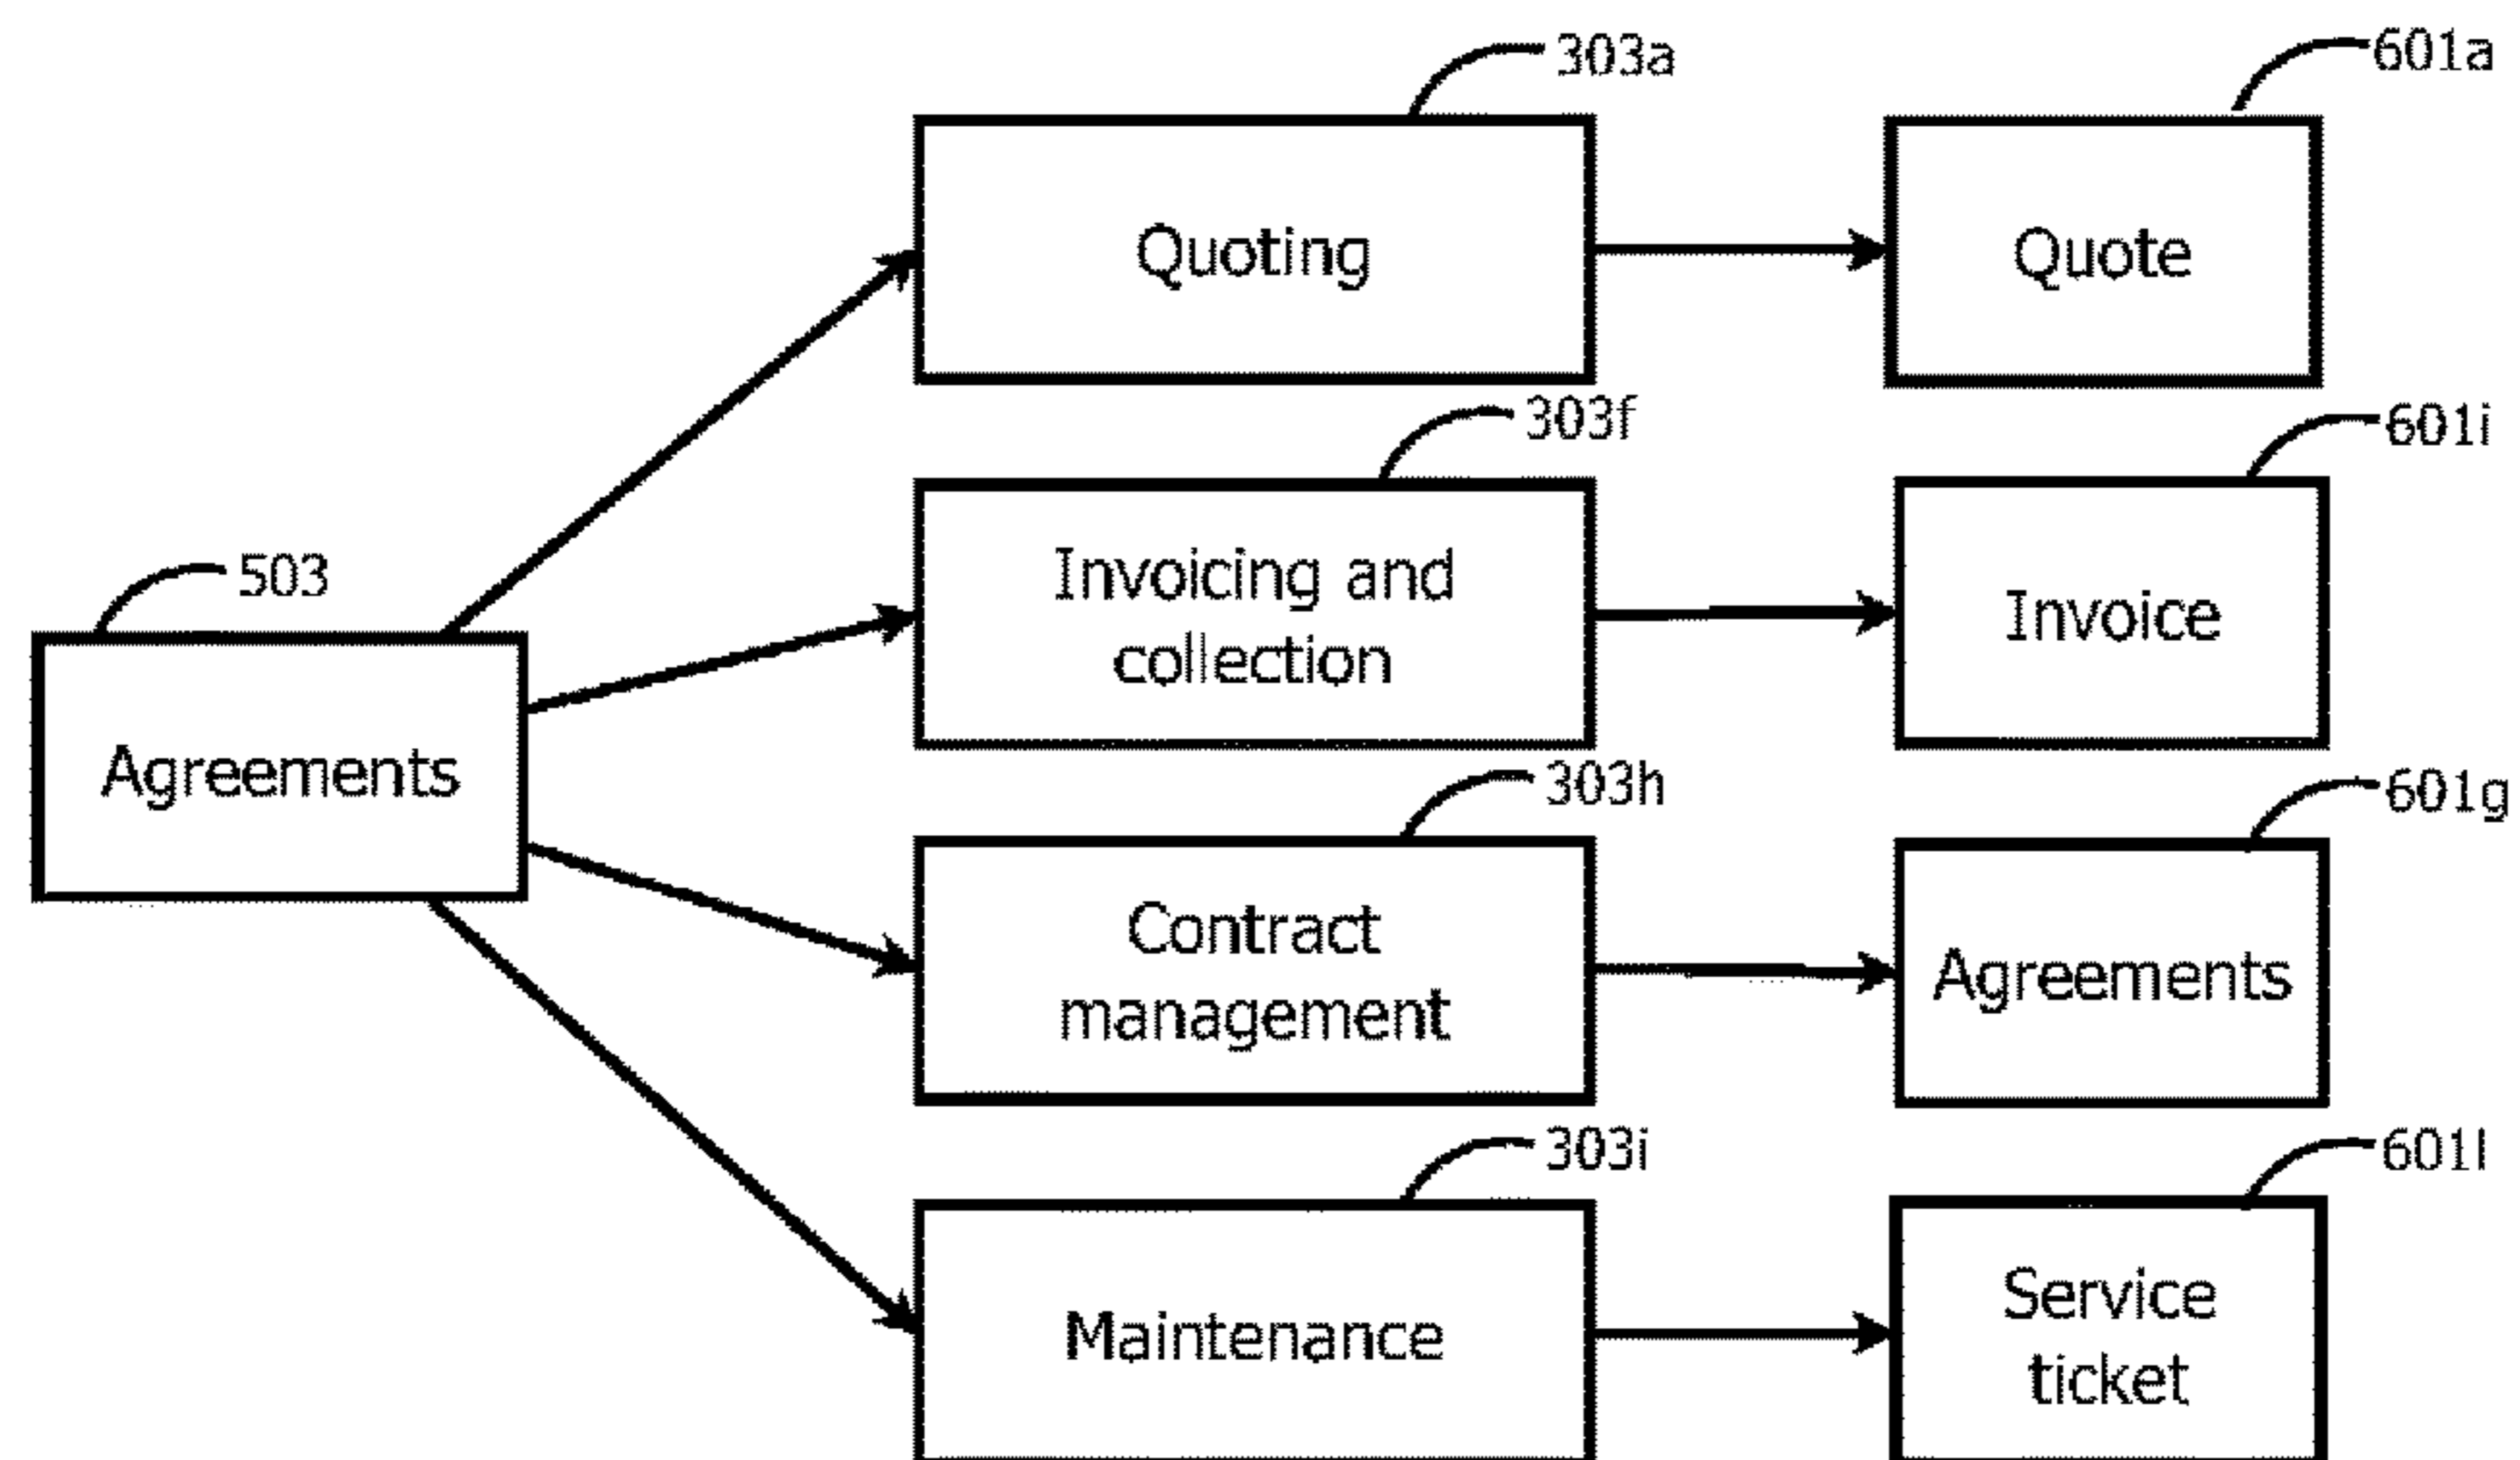 303a
601a
Quoting
Quote
303f
601i
Invoicing and
collection
Invoice
503
Agreements
303h
601g
Contract
management
Agreements
303i
601l
Maintenance
Service
ticket